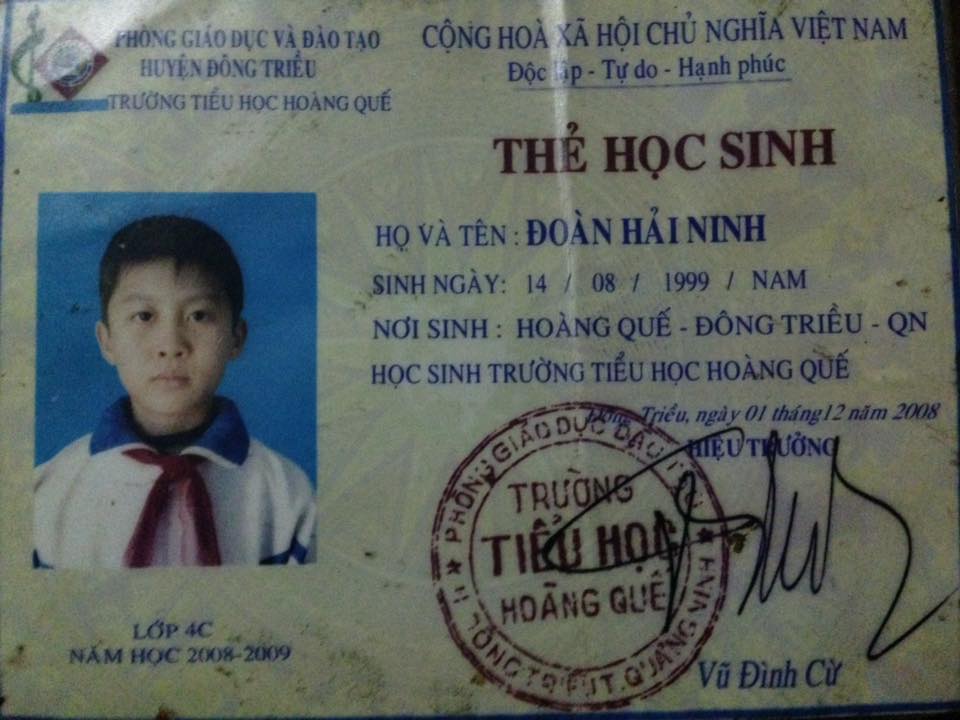 PHÒNG GIÁO DỤC VÀ ĐÀO TẠO
HUYỆN ĐÔNG TRIỀU
TRƯỜNG TIỂU HỌC HOÀNG QUẾ
CỘNG HOÀ XÃ HỘI CHỦ NGHĨA VIỆT NAM
Độc lập - Tự do - Hạnh phúc
THẺ HỌC SINH
HỌ VÀ TÊN : ĐOÀN HẢI NINH
SINH NGÀY: 14 / 08 / 1999 / NAM
NƠI SINH : HOÀNG QUẾ - ĐÔNG TRIỀU - QN
HỌC SINH TRƯỜNG TIỂU HỌC HOÀNG QUẾ
Đông Triều, ngày 01 tháng12 năm 2008
HIỆU TRƯỞNG
PHÒNG GIÁO DỤC ĐÀO TẠO
TRƯỜNG
TIỂU HỌC
HOÀNG QUẾ
H. ĐÔNG TRIỀU T. QUẢNG NINH
Vũ Đình Cừ
LỚP 4C
NĂM HỌC 2008-2009